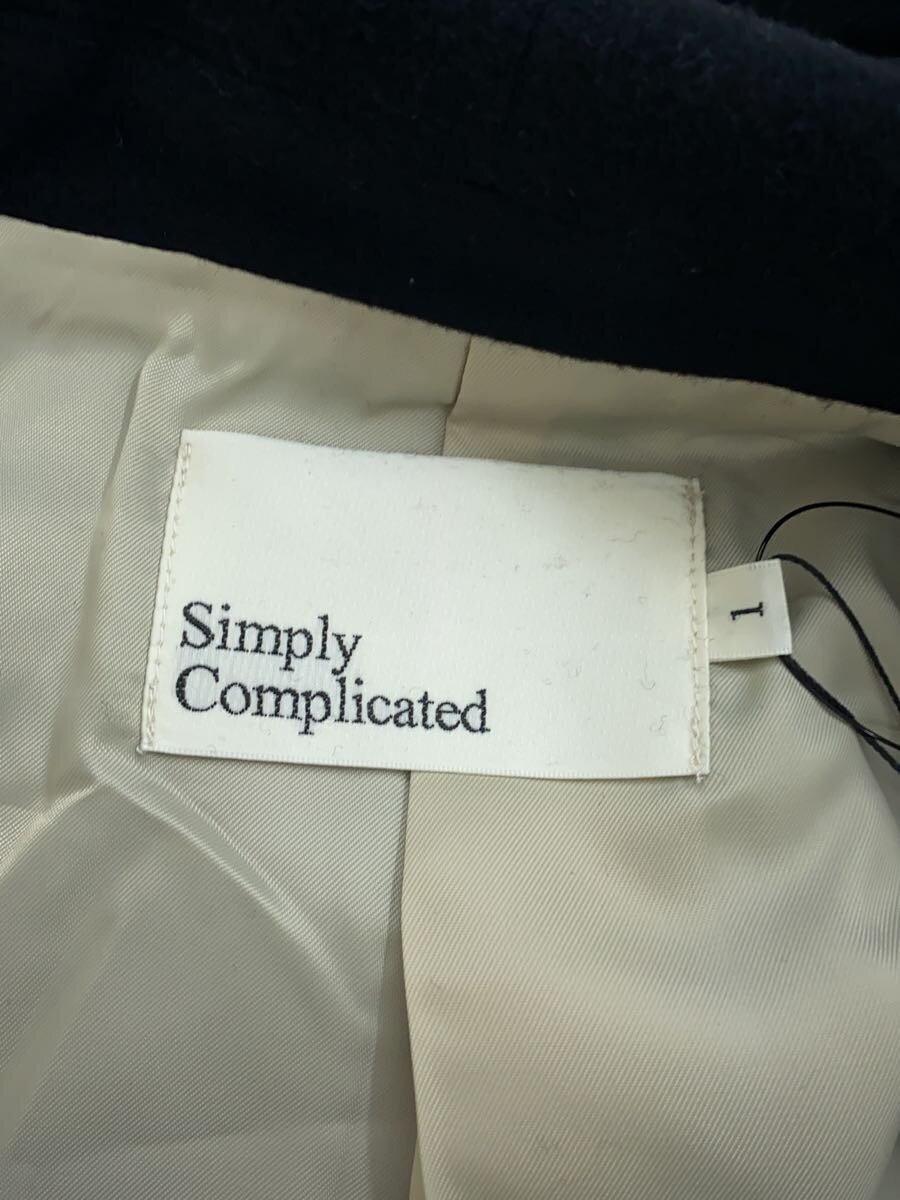 Simply
Complicated
1